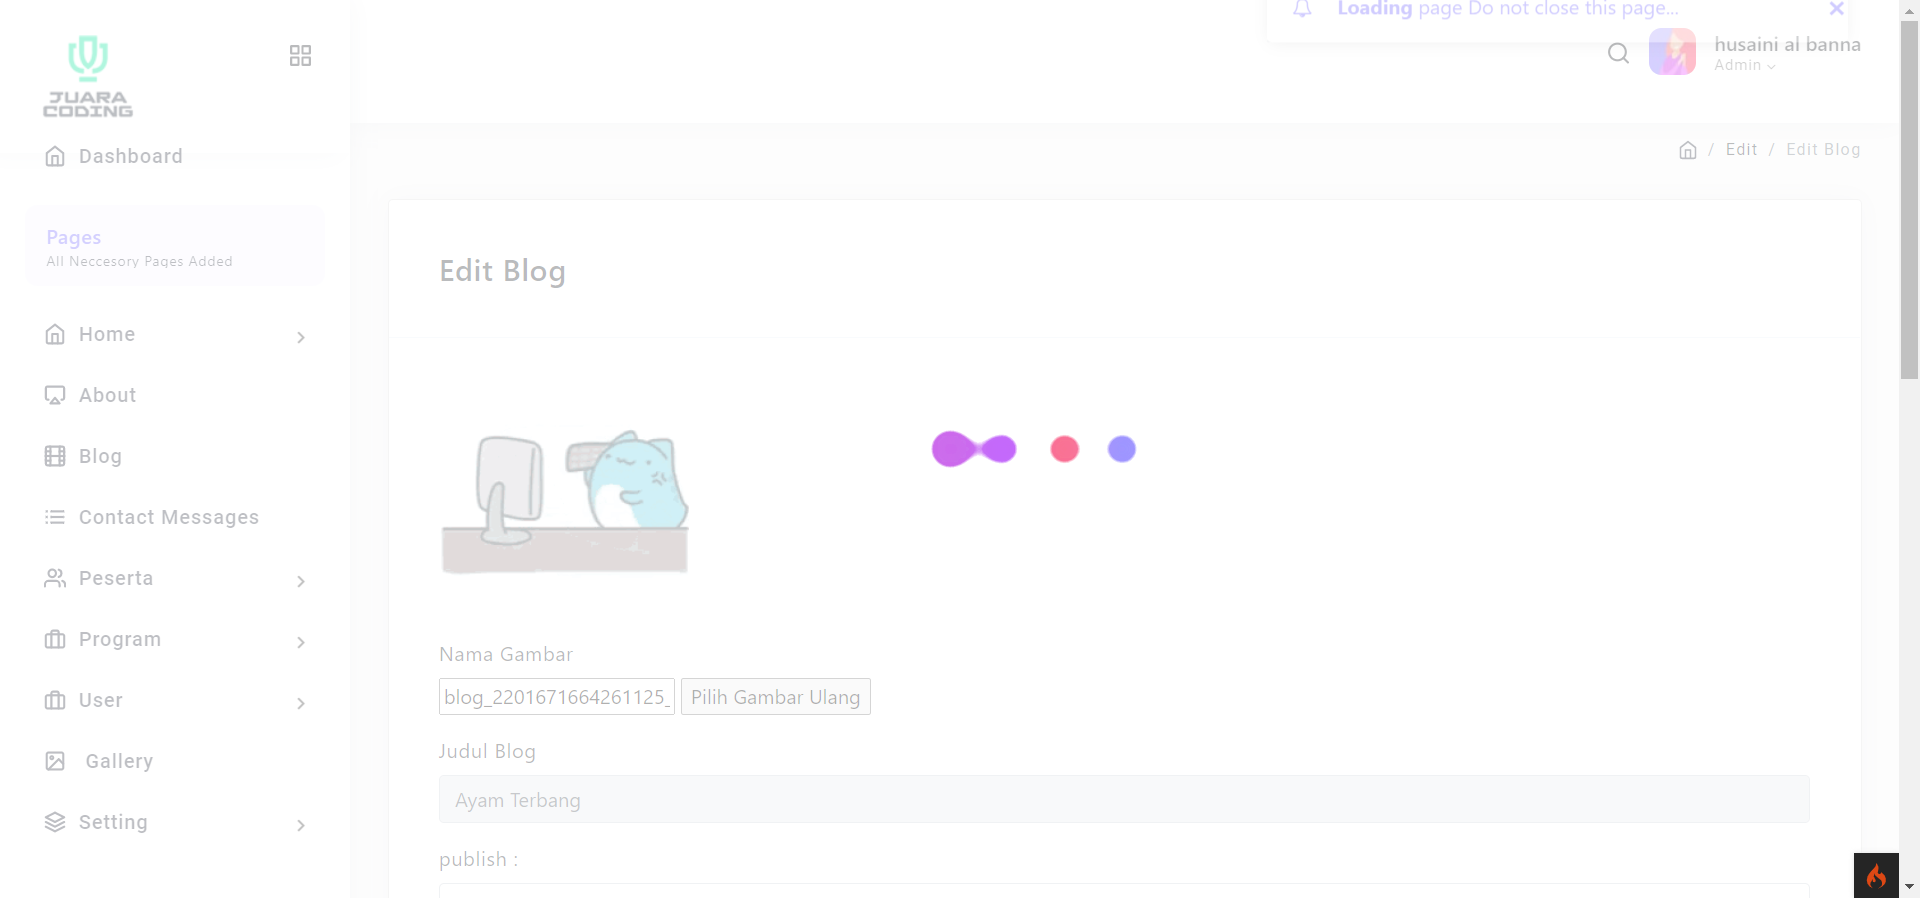 Loading page Do not close this page...
husaini al banna
Admin
JUARA
CODING
Dashboard
/ Edit / Edit Blog
Pages
All Neccesory Pages Added
Edit Blog
Home
About
Blog
Contact Messages
Peserta
Program
User
Gallery
Setting
Nama Gambar
blog_2201671664261125_
Pilih Gambar Ulang
Judul Blog
Ayam Terbang
publish :